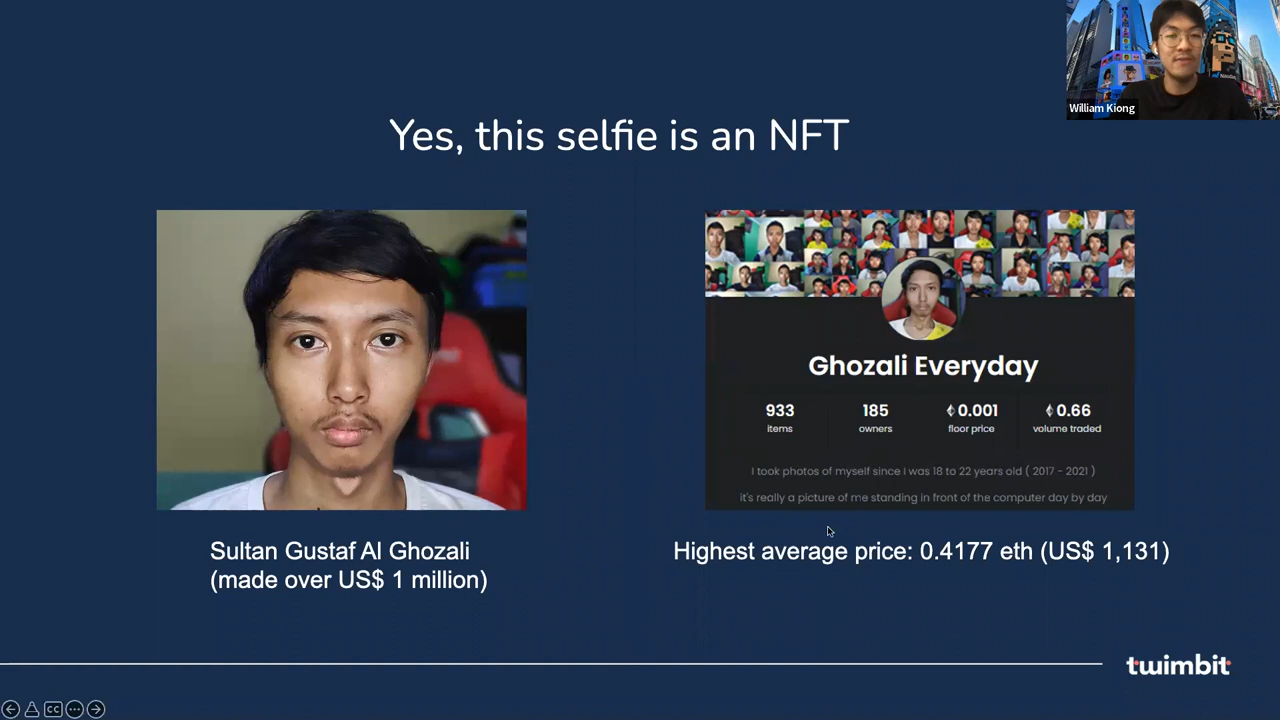 William Kiong
Yes, this selfie is an NFT
Ghozali Everyday
933
items
185
owners
0.001
floor price
0.66
volume traded
I took photos of myself since I was 18 to 22 years old ( 2017 - 2021 )
it's really a picture of me standing in front of the computer day by day
Sultan Gustaf Al Ghozali
(made over US$ 1 million)
Highest average price: 0.4177 eth (US$ 1,131)
twimbit
CC